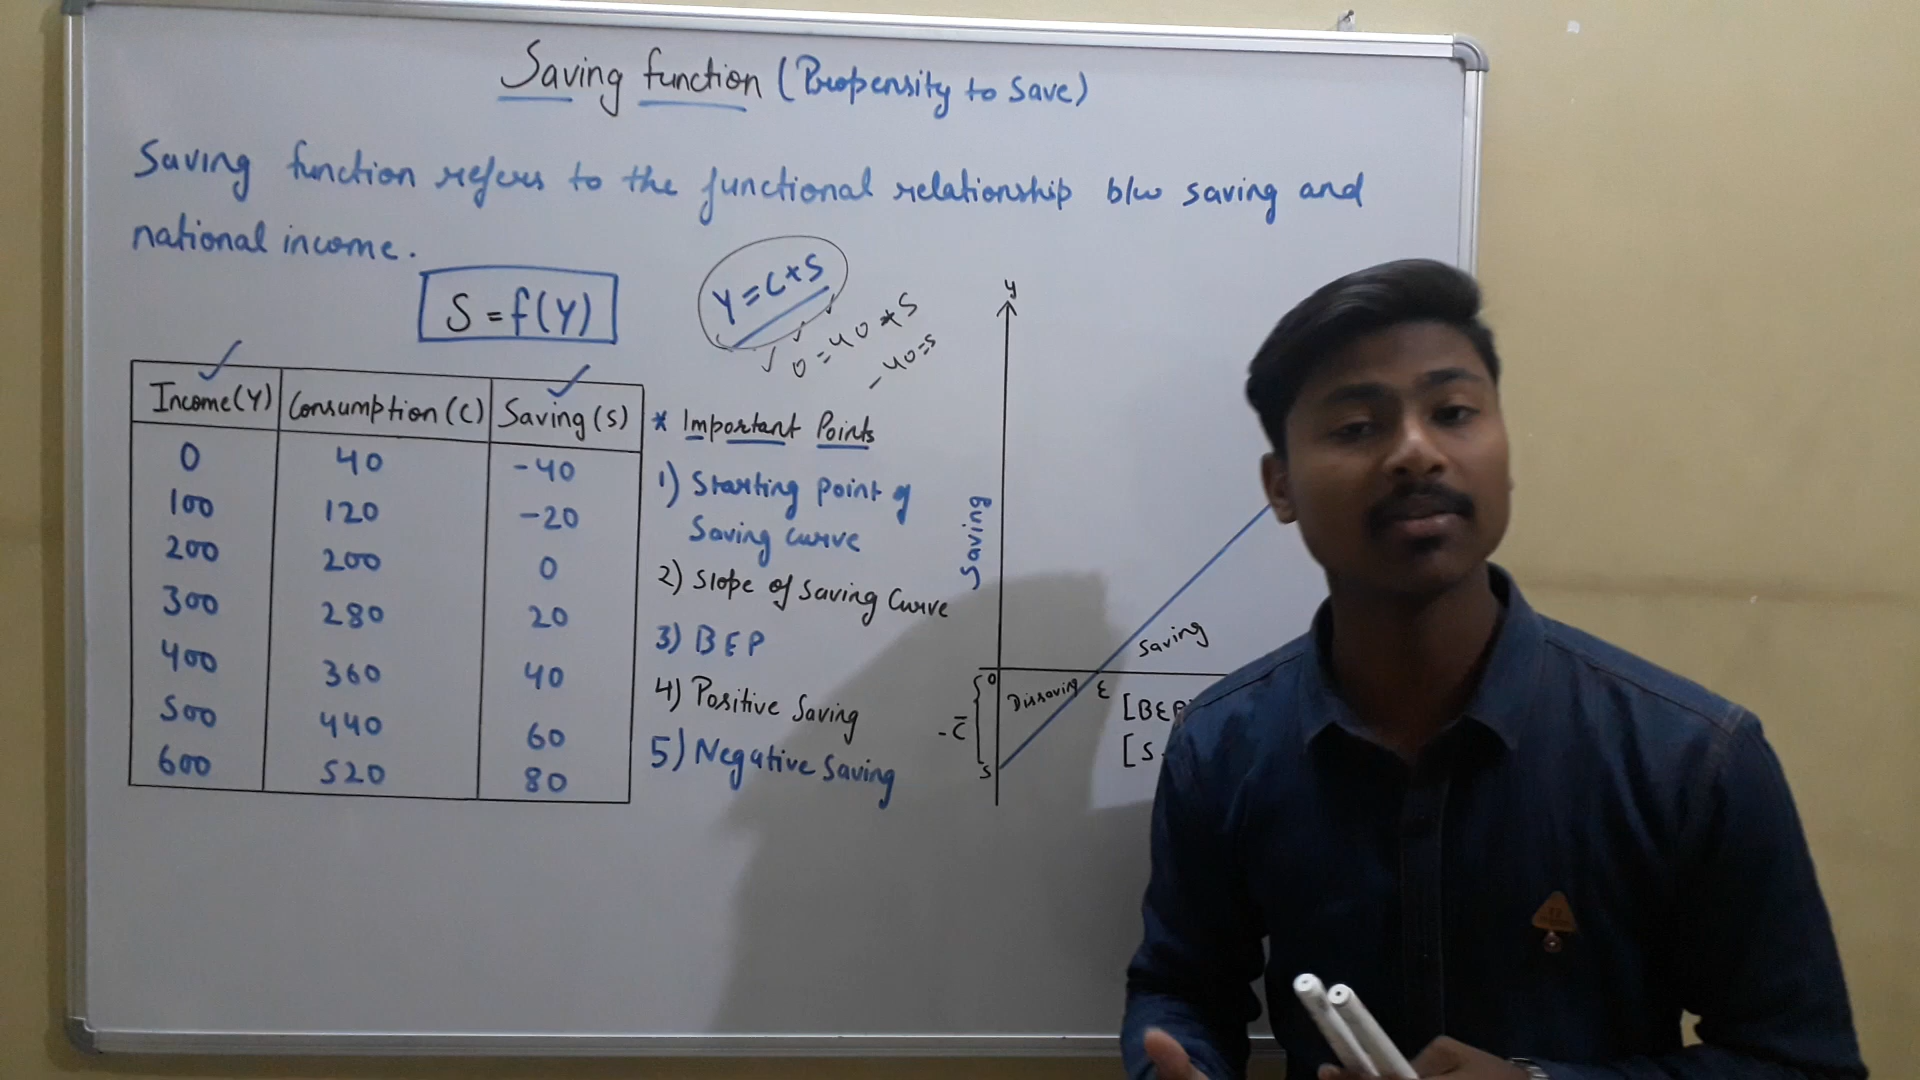 Saving function (Propensity to save)
Saving function refers to the functional relationship b/w saving and
national income.
S = f(Y)
Y = C+S
0 = 40 + S
-40 = S
Income(Y) Consumption(C) Saving(S)
0 40 -40
100 120 -20
200 200 0
300 280 20
400 360 40
500 440 60
600 520 80
* Important Points
1) Starting point of
Saving curve
2) Slope of Saving Curve
3) BEP
4) Positive Saving
5) Negative Saving
y
Saving
Saving
0
Dissaving
E
[BEP
[S
-C̄
S